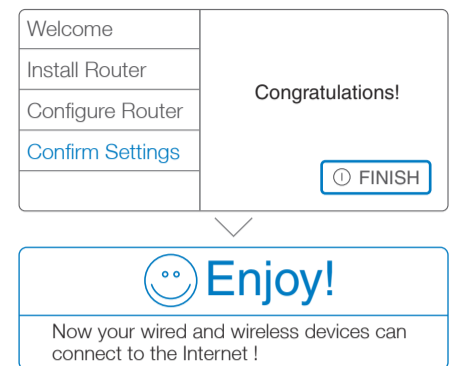 Welcome
Install Router
Configure Router
Confirm Settings
Congratulations!
FINISH
Enjoy!
Now your wired and wireless devices can
connect to the Internet !